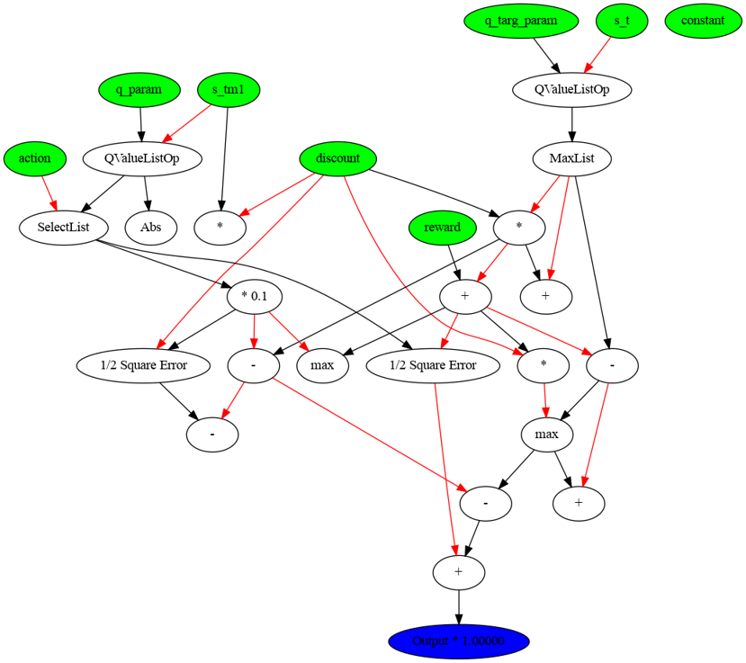 q_targ_param
s_t
constant
q_param
s_tm1
QValueListOp
action
QValueListOp
discount
MaxList
SelectList
Abs
*
reward
*
* 0.1
+
+
1/2 Square Error
-
max
1/2 Square Error
*
-
-
max
-
+
+
Output * 1.00000